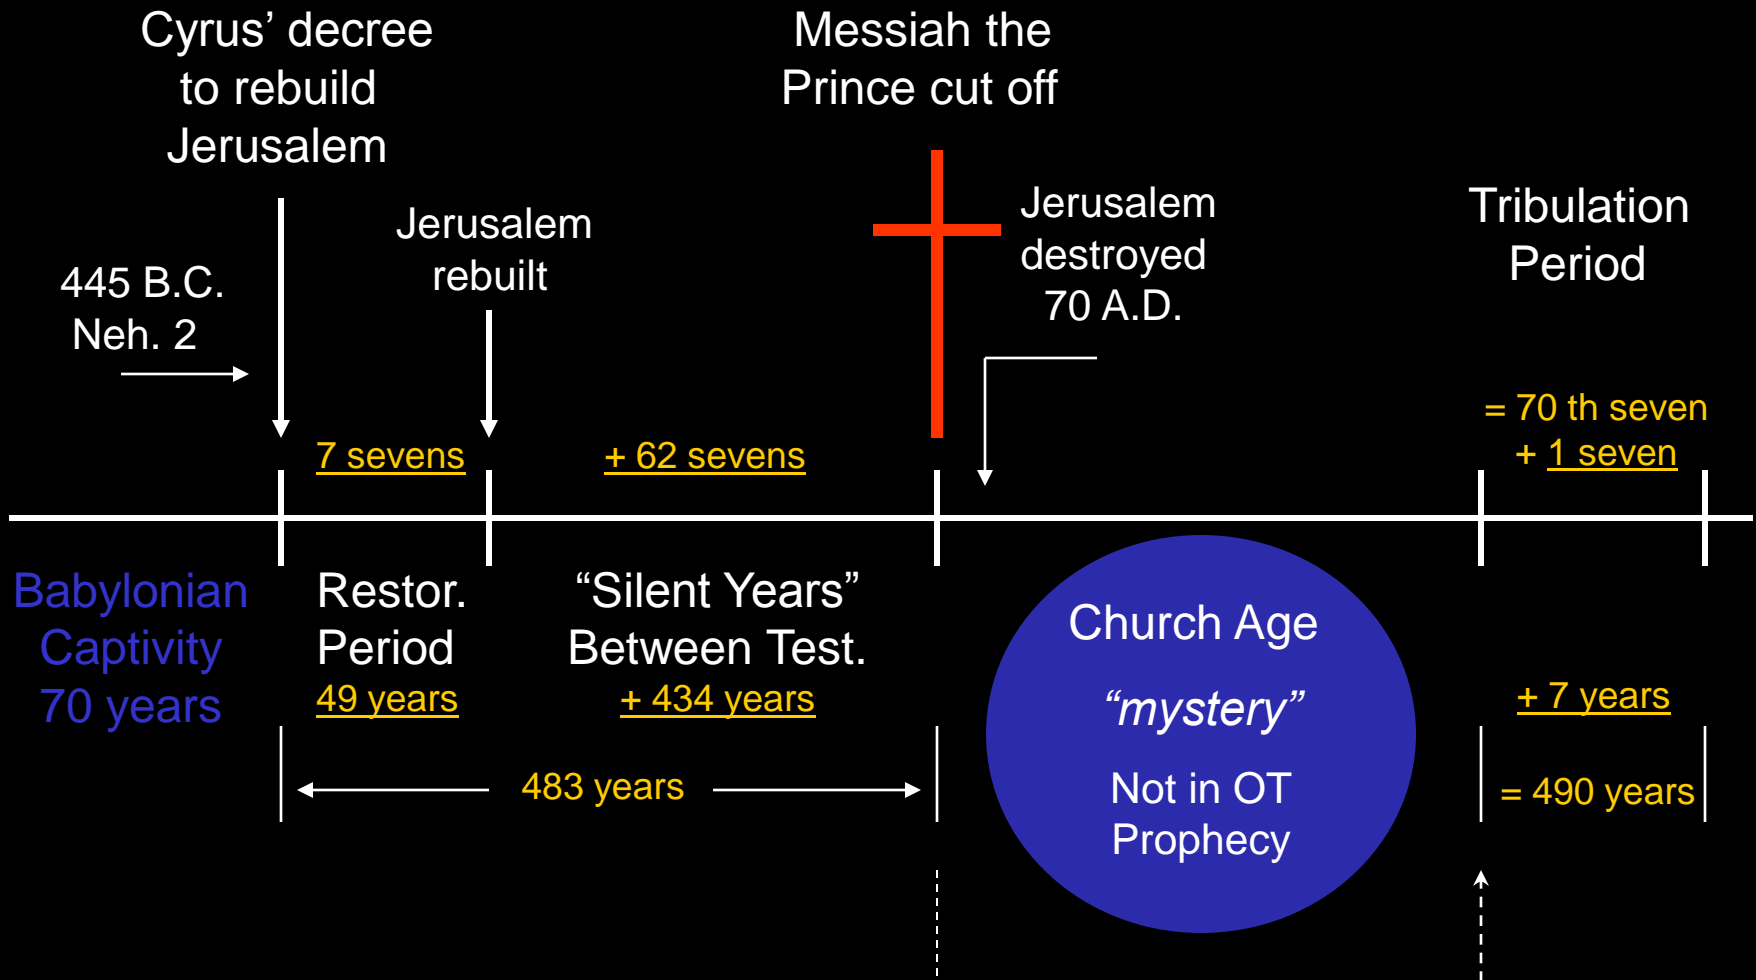 Cyrus’ decree
to rebuild
Jerusalem
Messiah the
Prince cut off
445 B.C.
Neh. 2
Jerusalem
rebuilt
Jerusalem
destroyed
70 A.D.
Tribulation
Period
7 sevens
+ 62 sevens
= 70 th seven
+ 1 seven
Babylonian
Captivity
70 years
Restor.
Period
49 years
“Silent Years”
Between Test.
+ 434 years
483 years
Church Age
“mystery”
Not in OT
Prophecy
+ 7 years
= 490 years